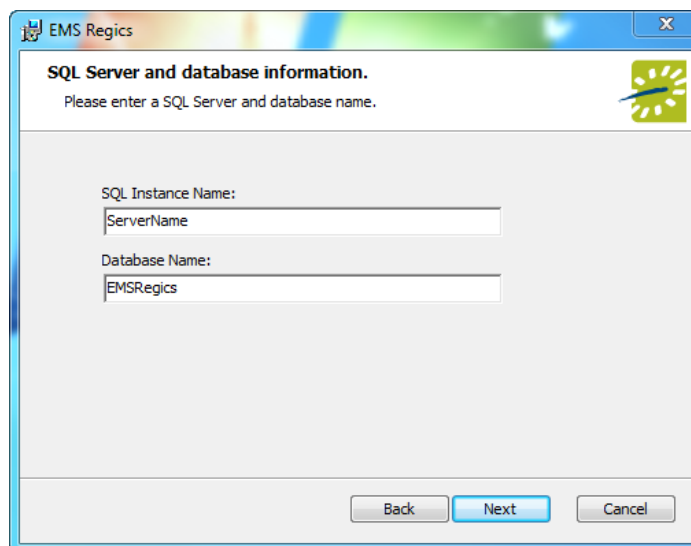 EMS Regics
SQL Server and database information.
Please enter a SQL Server and database name.
SQL Instance Name:
ServerName
Database Name:
EMSRegics
Back Next Cancel